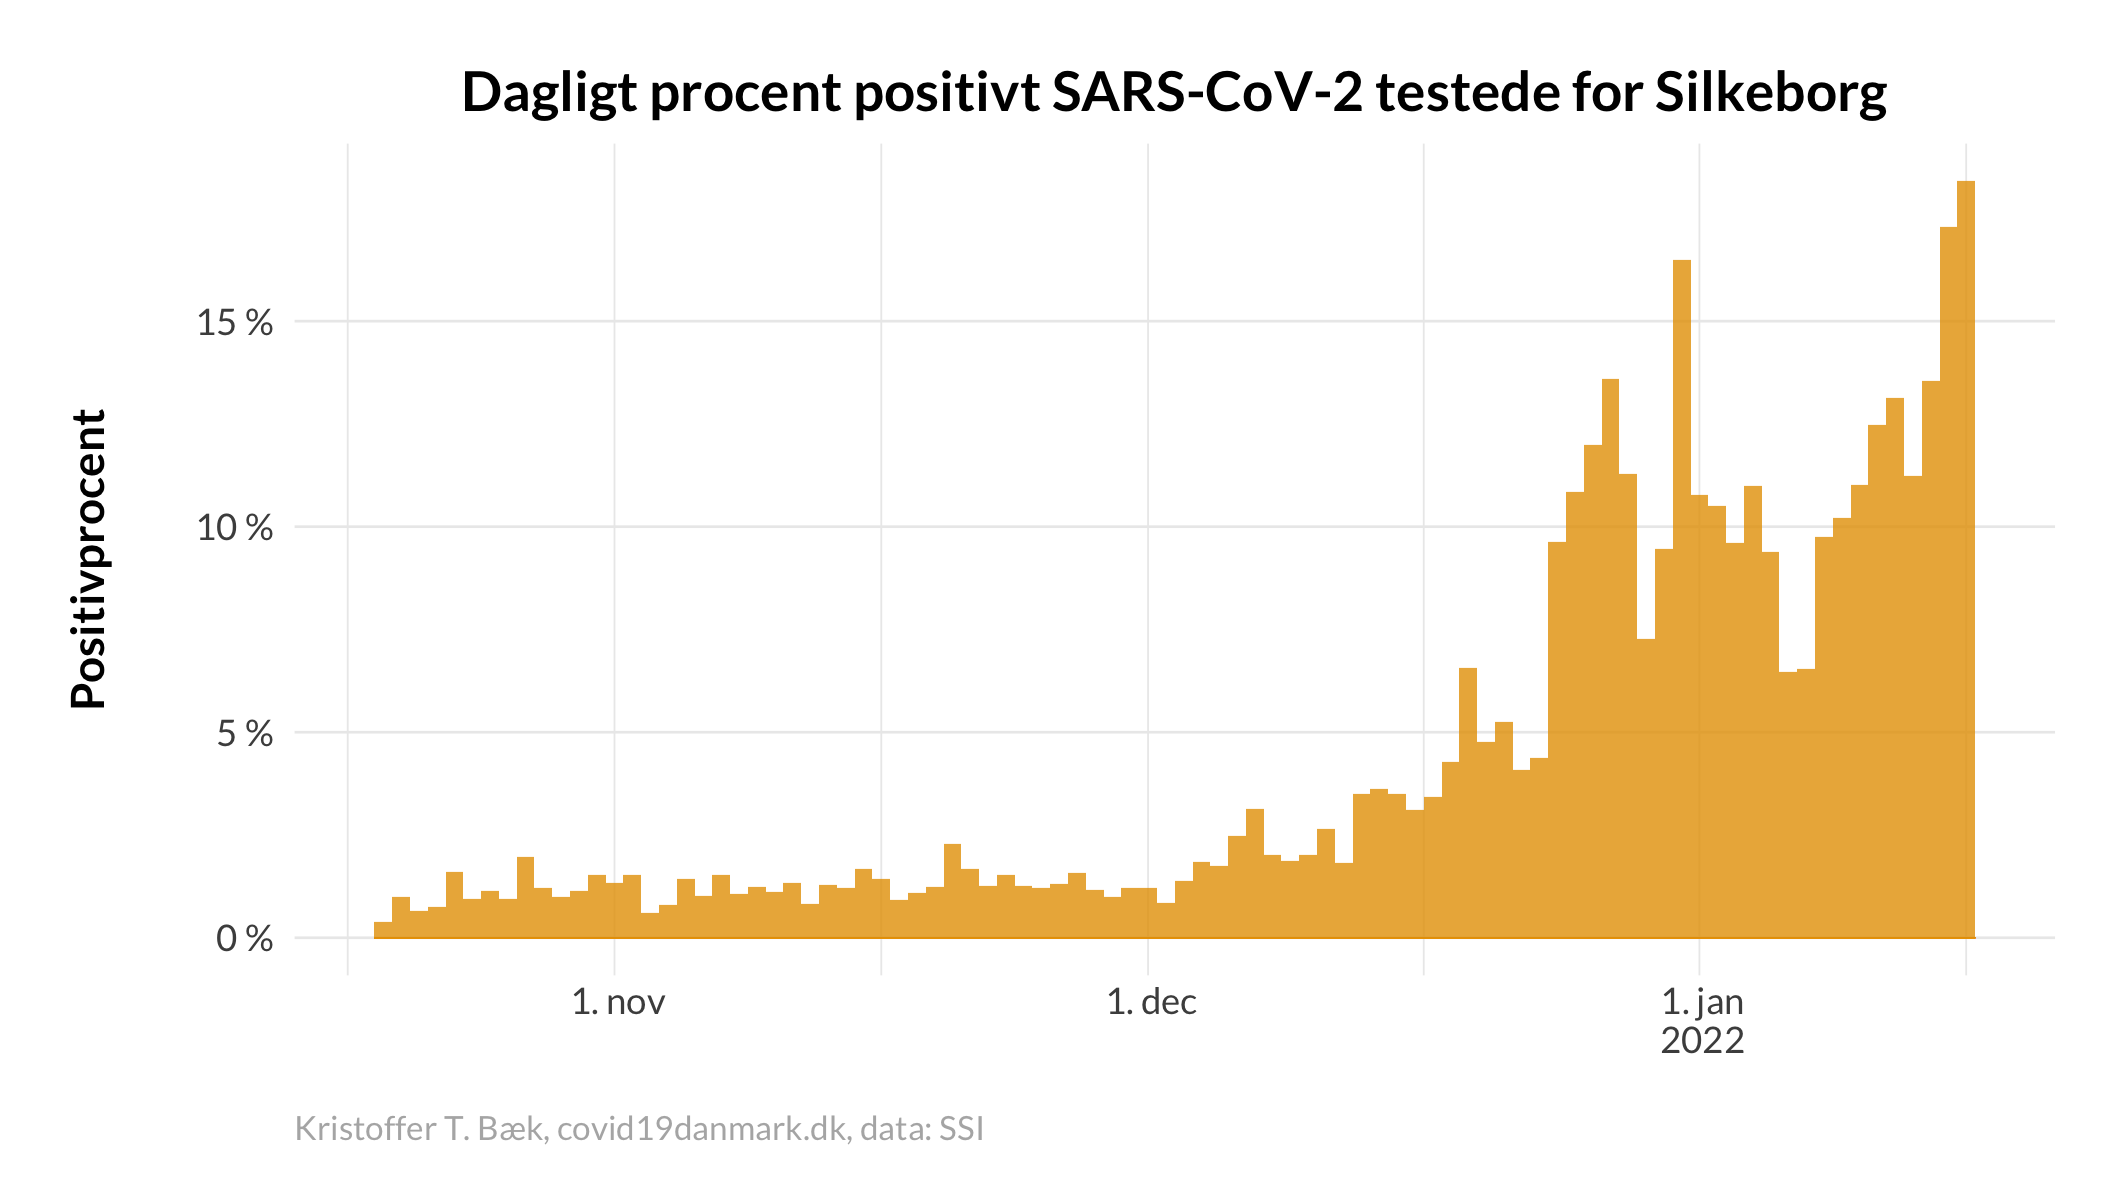 Dagligt procent positivt SARS-CoV-2 testede for Silkeborg
Positivprocent
15 %
10 %
5 %
0 %
1. nov
1. dec
1. jan
2022
Kristoffer T. Bæk, covid19danmark.dk, data: SSI